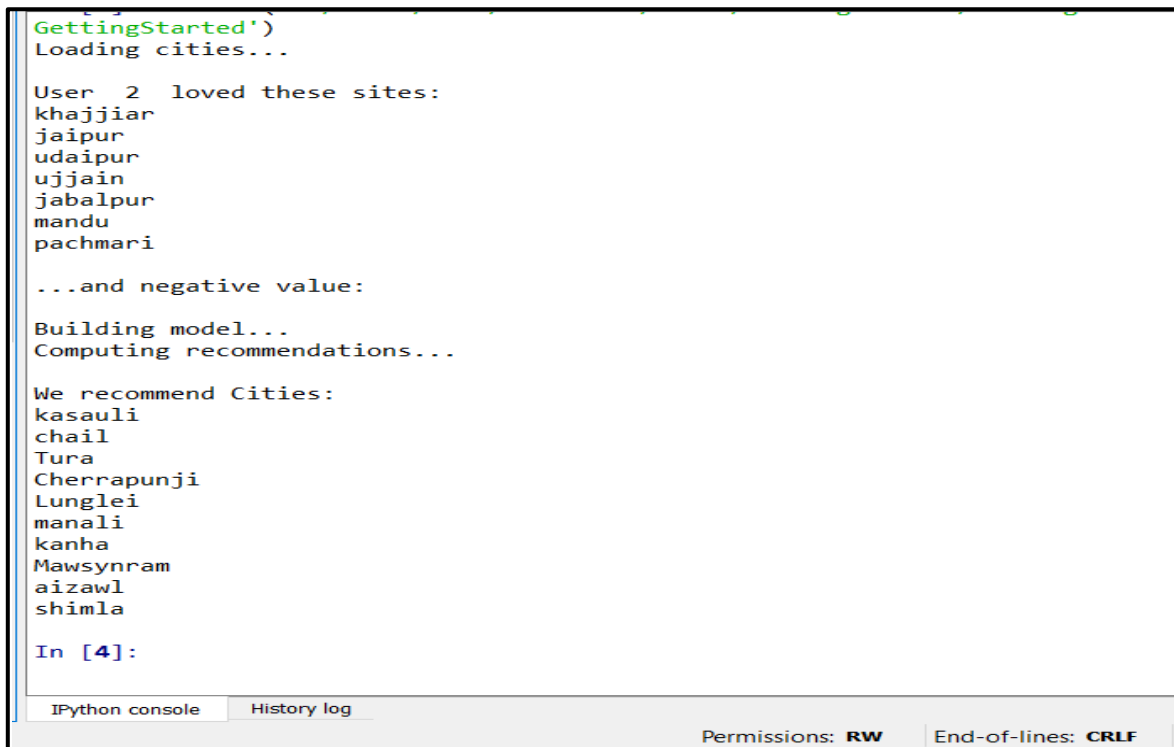 GettingStarted')
Loading cities...
User 2 loved these sites:
khajjiar
jaipur
udaipur
ujjain
jabalpur
mandu
pachmari
...and negative value:
Building model...
Computing recommendations...
We recommend Cities:
kasauli
chail
Tura
Cherrapunji
Lunglei
manali
kanha
Mawsynram
aizawl
shimla
In [4]:
IPython console History log
Permissions: RW End-of-lines: CRLF